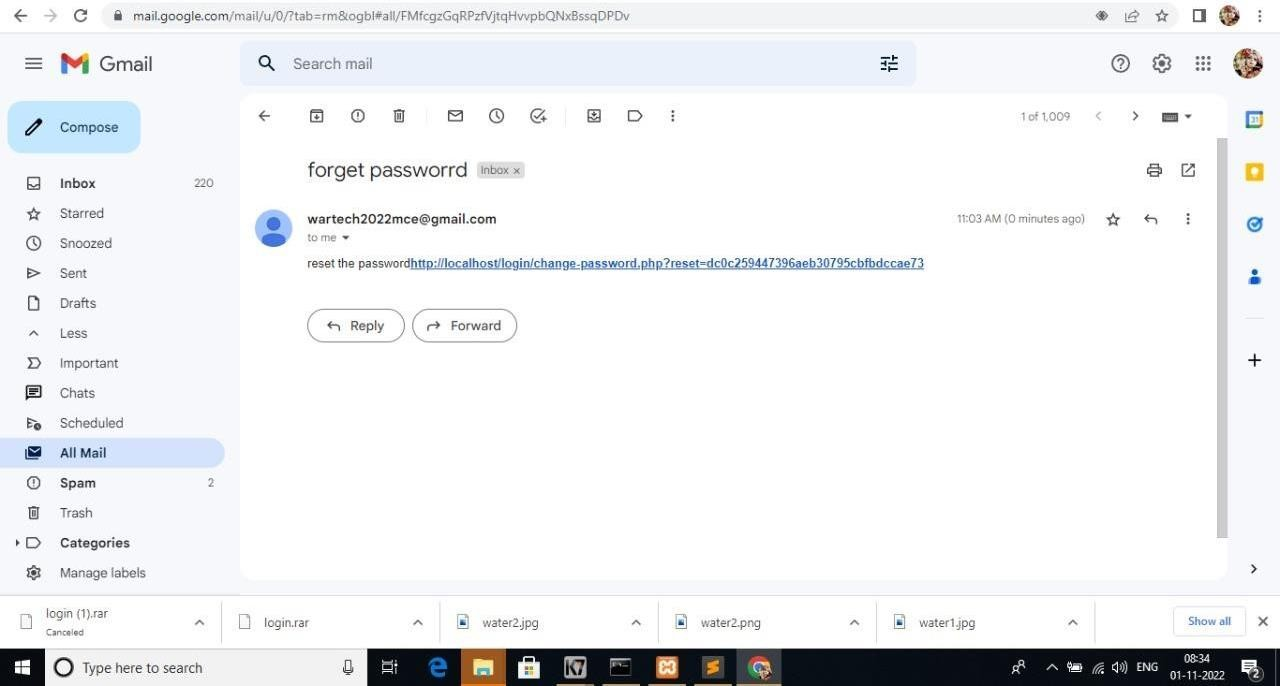 mail.google.com/mail/u/0/?tab=rm&ogbl#all/FMfcgzGqRPzfVjtqHvvpbQNxBssqDPDv
Gmail
Search mail
Compose
1 of 1,009
forget passworrd
Inbox ×
Inbox 220
Starred
Snoozed
Sent
Drafts
Less
Important
Chats
Scheduled
All Mail
Spam 2
Trash
Categories
Manage labels
wartech2022mce@gmail.com
11:03 AM (0 minutes ago)
to me
reset the passwordhttp://localhost/login/change-password.php?reset=dc0c259447396aeb30795cbfbdccae73
Reply
Forward
login (1).rar
Canceled
login.rar
water2.jpg
water2.png
water1.jpg
Show all
Type here to search
ENG
08:34
01-11-2022
2